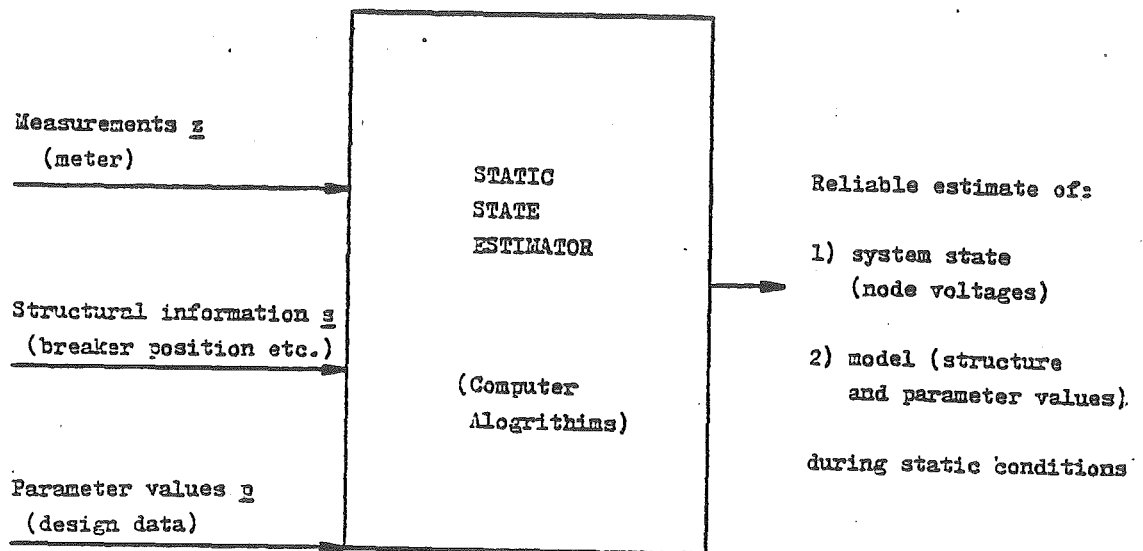 Measurements z
(meter)
Structural information s
(breaker position etc.)
Parameter values p
(design data)
STATIC
STATE
ESTIMATOR
(Computer
Alogrithims)
Reliable estimate of:
1) system state
(node voltages)
2) model (structure
and parameter values).
during static conditions